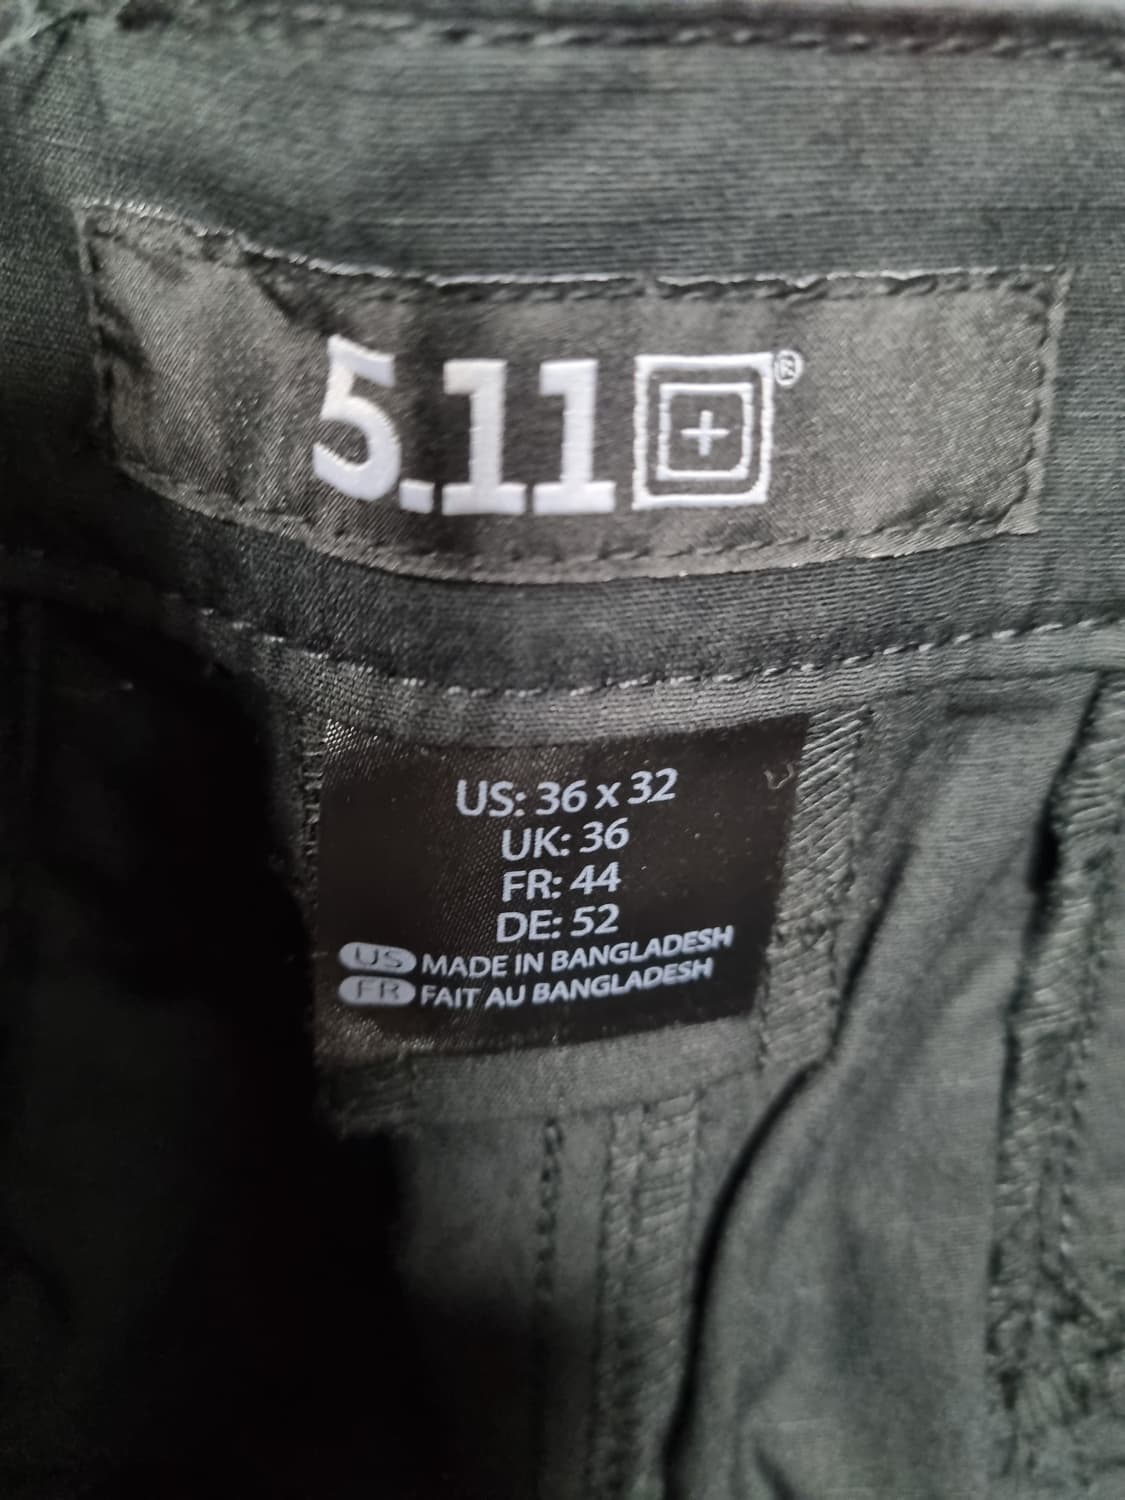 5.11®
US: 36 x 32
UK: 36
FR: 44
DE: 52
US MADE IN BANGLADESH
FR FAIT AU BANGLADESH